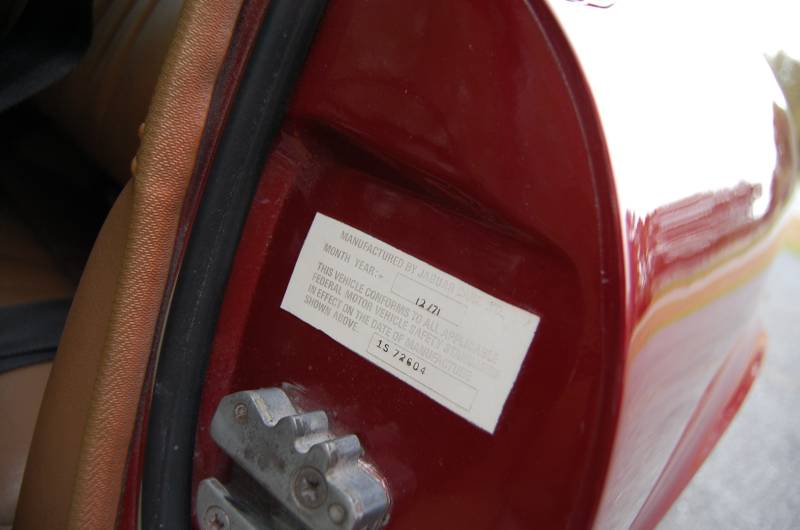 MANUFACTURED BY JAGUAR
MONTH YEAR:- 12/71
THIS VEHICLE CONFORMS TO ALL APPLICABLE
FEDERAL MOTOR VEHICLE SAFETY STANDARDS
IN EFFECT ON THE DATE OF MANUFACTURE
SHOWN ABOVE. 1S 72604